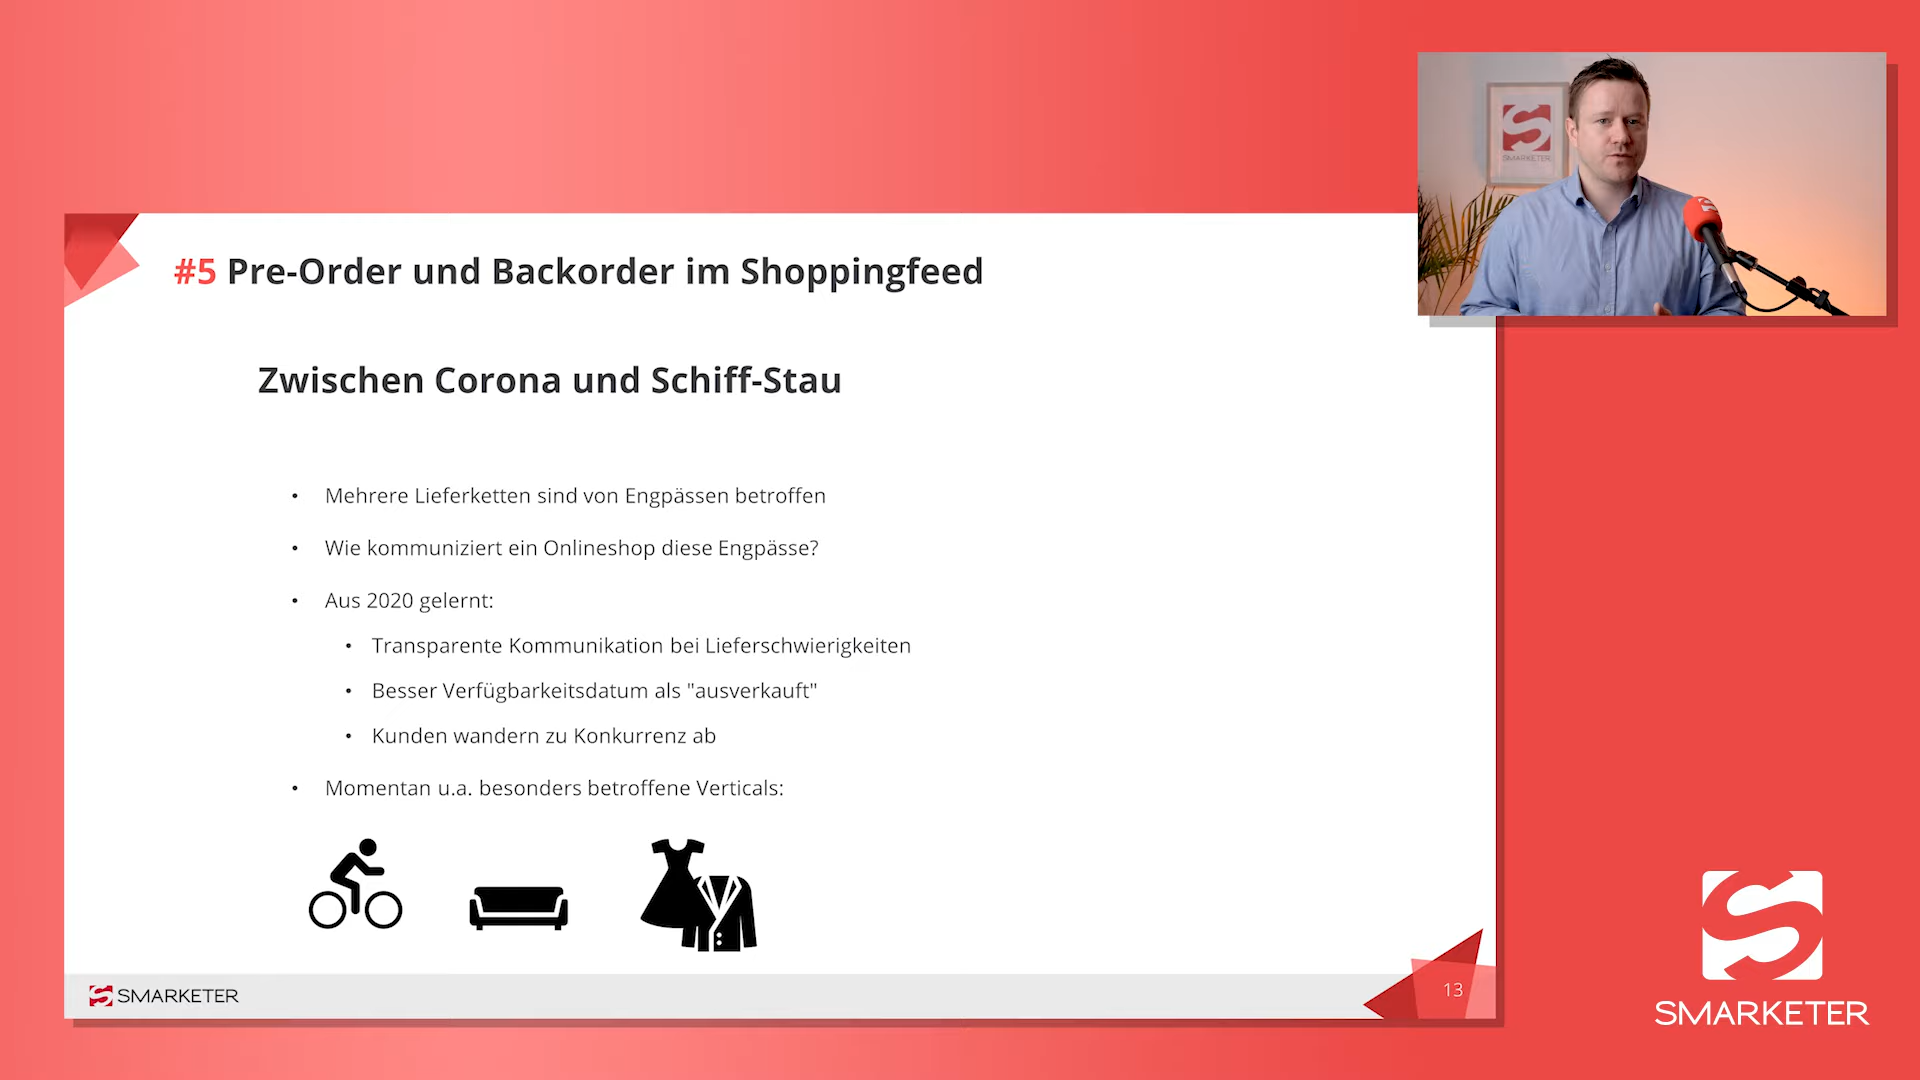 SMARKETER
#5 Pre-Order und Backorder im Shoppingfeed
Zwischen Corona und Schiff-Stau
• Mehrere Lieferketten sind von Engpässen betroffen
• Wie kommuniziert ein Onlineshop diese Engpässe?
• Aus 2020 gelernt:
• Transparente Kommunikation bei Lieferschwierigkeiten
• Besser Verfügbarkeitsdatum als "ausverkauft"
• Kunden wandern zu Konkurrenz ab
• Momentan u.a. besonders betroffene Verticals:
SMARKETER
13
SMARKETER